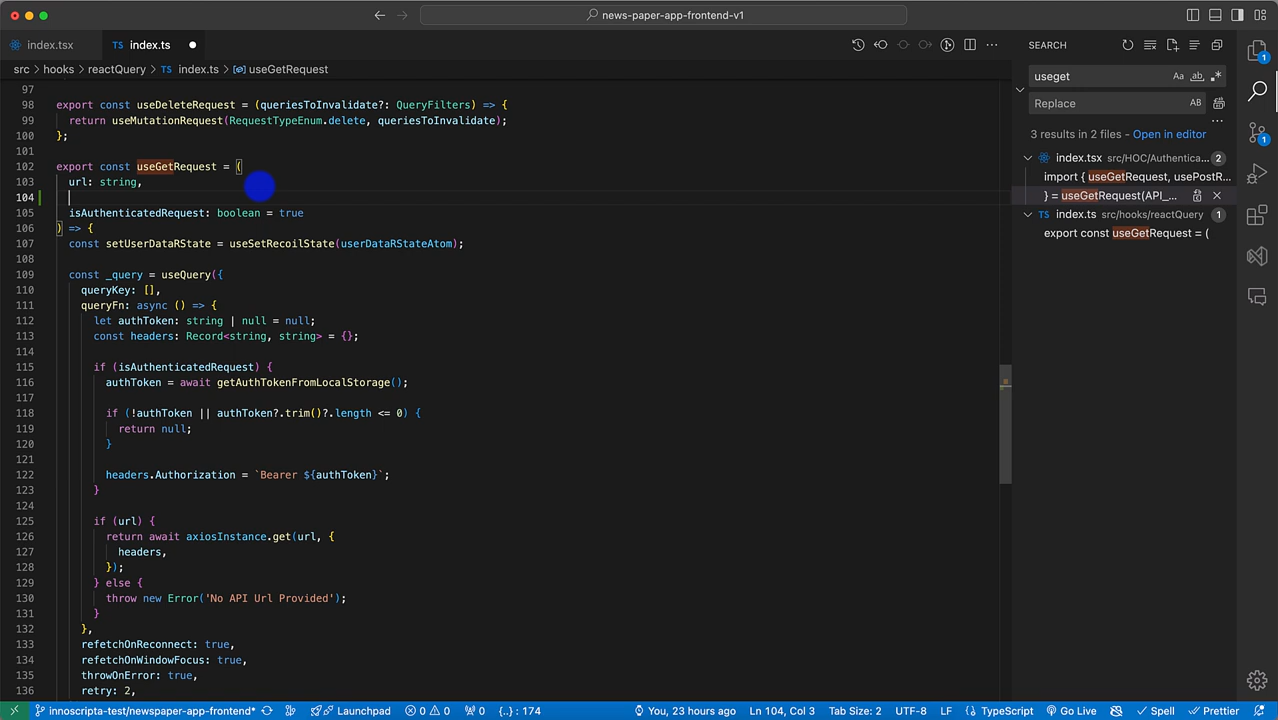 news-paper-app-frontend-v1
index.tsx
TS index.ts
src > hooks > reactQuery > TS index.ts > useGetRequest
97
98 export const useDeleteRequest = (queriesToInvalidate?: QueryFilters) => {
99 return useMutationRequest(RequestTypeEnum.delete, queriesToInvalidate);
100 };
101
102 export const useGetRequest = (
103 url: string,
104
105 isAuthenticatedRequest: boolean = true
106 ) => {
107 const setUserDataRState = useSetRecoilState(userDataRStateAtom);
108
109 const _query = useQuery({
110 queryKey: [],
111 queryFn: async () => {
112 let authToken: string | null = null;
113 const headers: Record<string, string> = {};
114
115 if (isAuthenticatedRequest) {
116 authToken = await getAuthTokenFromLocalStorage();
117
118 if (!authToken || authToken?.trim()?.length <= 0) {
119 return null;
120 }
121
122 headers.Authorization = `Bearer ${authToken}`;
123 }
124
125 if (url) {
126 return await axiosInstance.get(url, {
127 headers,
128 });
129 } else {
130 throw new Error('No API Url Provided');
131 }
132 },
133 refetchOnReconnect: true,
134 refetchOnWindowFocus: true,
135 throwOnError: true,
136 retry: 2,
SEARCH
useget
Aa ab .*
Replace
AB
...
3 results in 2 files - Open in editor
index.tsx src/HOC/Authentica... 2
import { useGetRequest, usePostR...
} = useGetRequest(API_...
TS index.ts src/hooks/reactQuery 1
export const useGetRequest = (
1
1
innoscripta-test/newspaper-app-frontend* Launchpad 0 0 0 {..} : 174 You, 23 hours ago Ln 104, Col 3 Tab Size: 2 UTF-8 LF {} TypeScript Go Live Spell Prettier